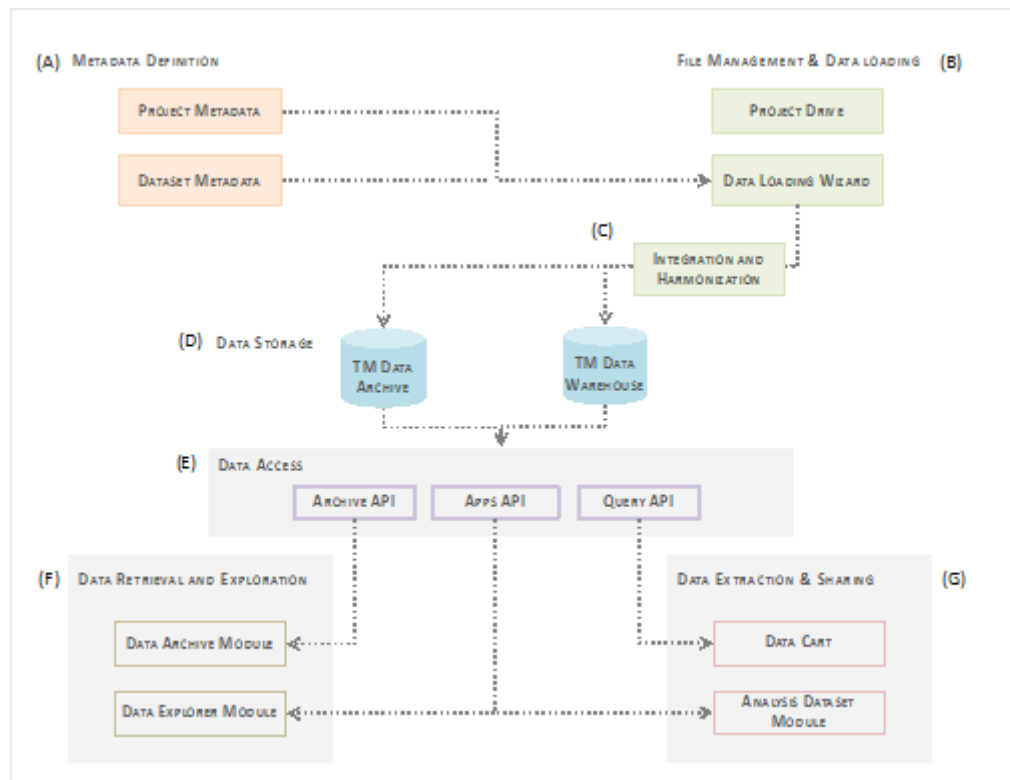 (A) METADATA DEFINITION
FILE MANAGEMENT & DATA LOADING (B)
PROJECT METADATA
PROJECT DRIVE
DATASET METADATA
DATA LOADING WIZARD
(C)
INTEGRATION AND
HARMONIZATION
(D) DATA STORAGE
TM DATA
ARCHIVE
TM DATA
WAREHOUSE
(E) DATA ACCESS
ARCHIVE API
APPS API
QUERY API
(F) DATA RETRIEVAL AND EXPLORATION
DATA EXTRACTION & SHARING (G)
DATA ARCHIVE MODULE
DATA CART
DATA EXPLORER MODULE
ANALYSIS DATASET
MODULE